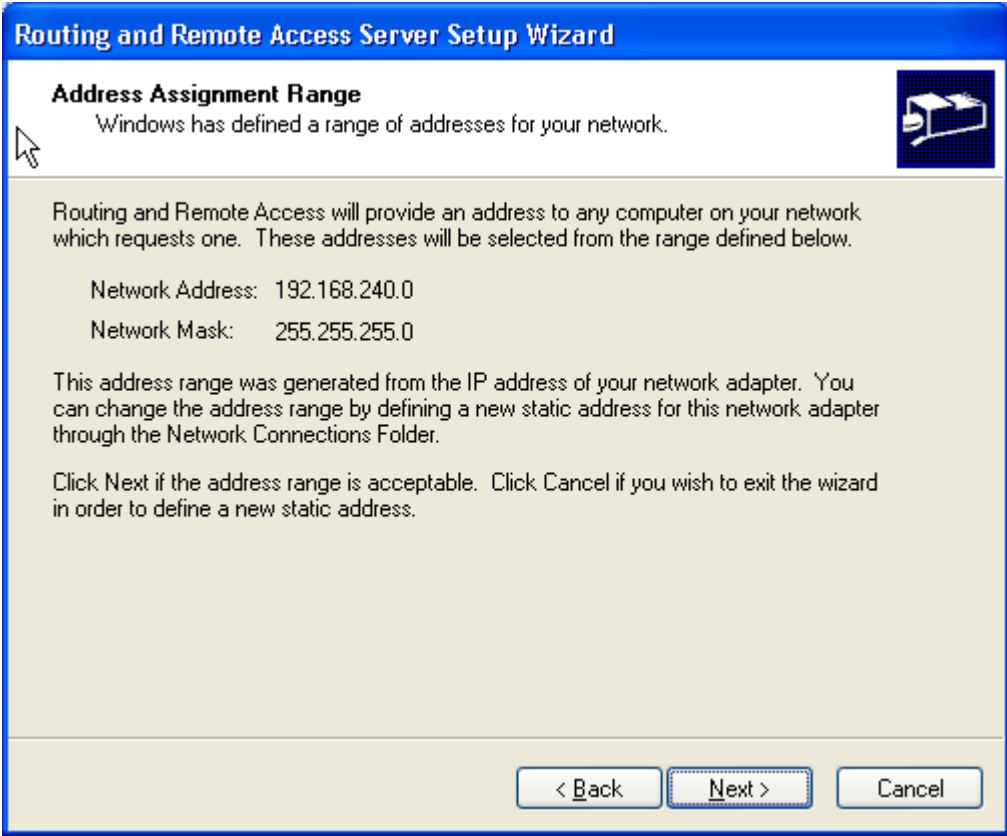 Routing and Remote Access Server Setup Wizard
Address Assignment Range
Windows has defined a range of addresses for your network.
Routing and Remote Access will provide an address to any computer on your network
which requests one.  These addresses will be selected from the range defined below.
Network Address: 192.168.240.0
Network Mask: 255.255.255.0
This address range was generated from the IP address of your network adapter.  You
can change the address range by defining a new static address for this network adapter
through the Network Connections Folder.
Click Next if the address range is acceptable.  Click Cancel if you wish to exit the wizard
in order to define a new static address.
< Back Next > Cancel